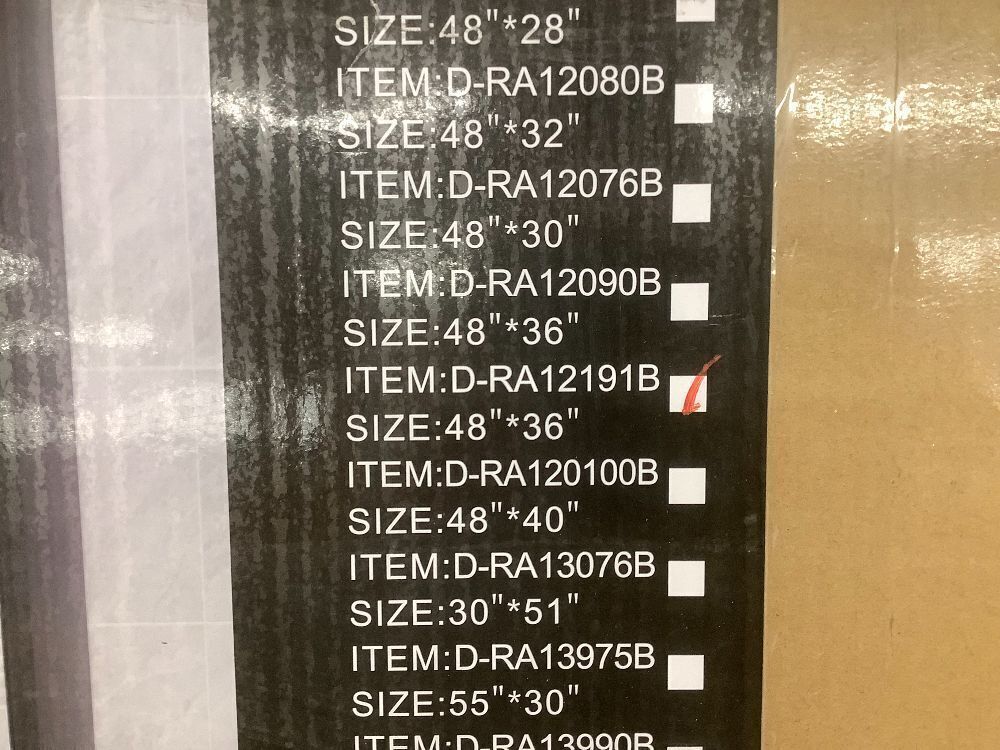 SIZE:48"*28"
ITEM:D-RA12080B
SIZE:48"*32"
ITEM:D-RA12076B
SIZE:48"*30"
ITEM:D-RA12090B
SIZE:48"*36"
ITEM:D-RA12191B
SIZE:48"*36"
ITEM:D-RA120100B
SIZE:48"*40"
ITEM:D-RA13076B
SIZE:30"*51"
ITEM:D-RA13975B
SIZE:55"*30"
ITEM:D-RA13990B